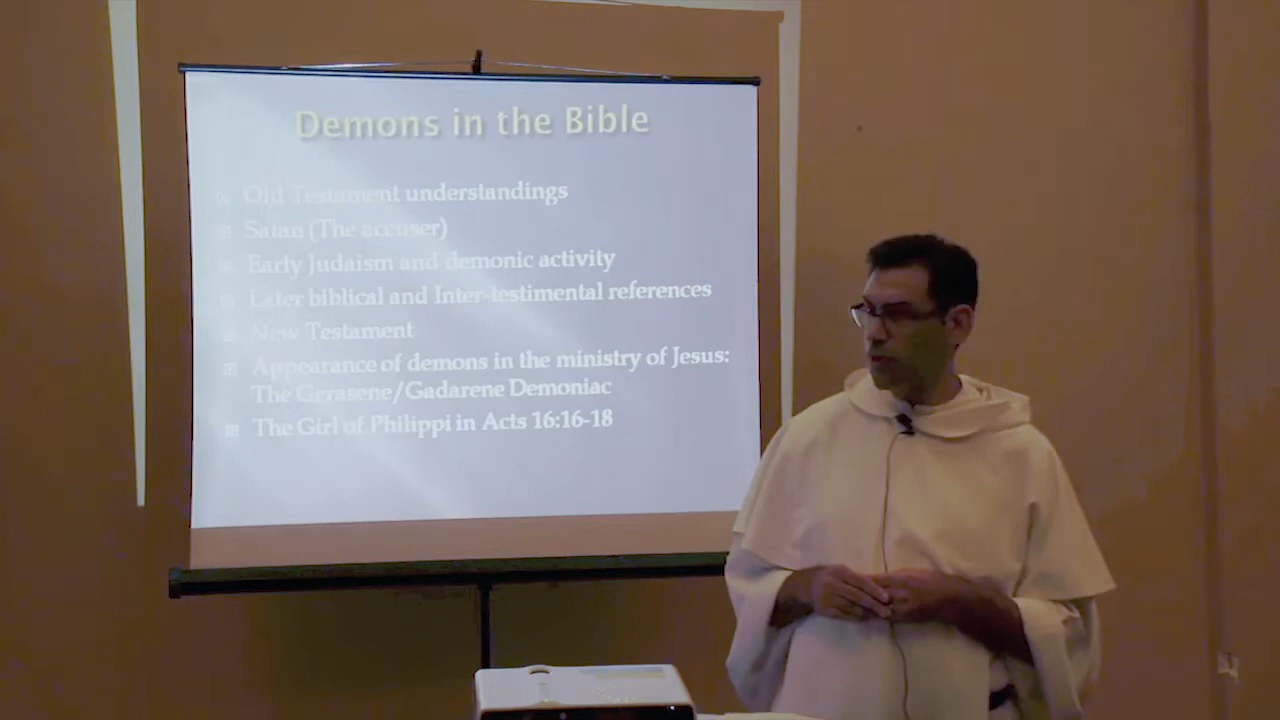 Demons in the Bible
Old Testament understandings
Satan (The accuser)
Early Judaism and demonic activity
Later biblical and Inter-testimental references
New Testament
Appearance of demons in the ministry of Jesus:
The Gerasene/Gadarene Demoniac
The Girl of Philippi in Acts 16:16-18